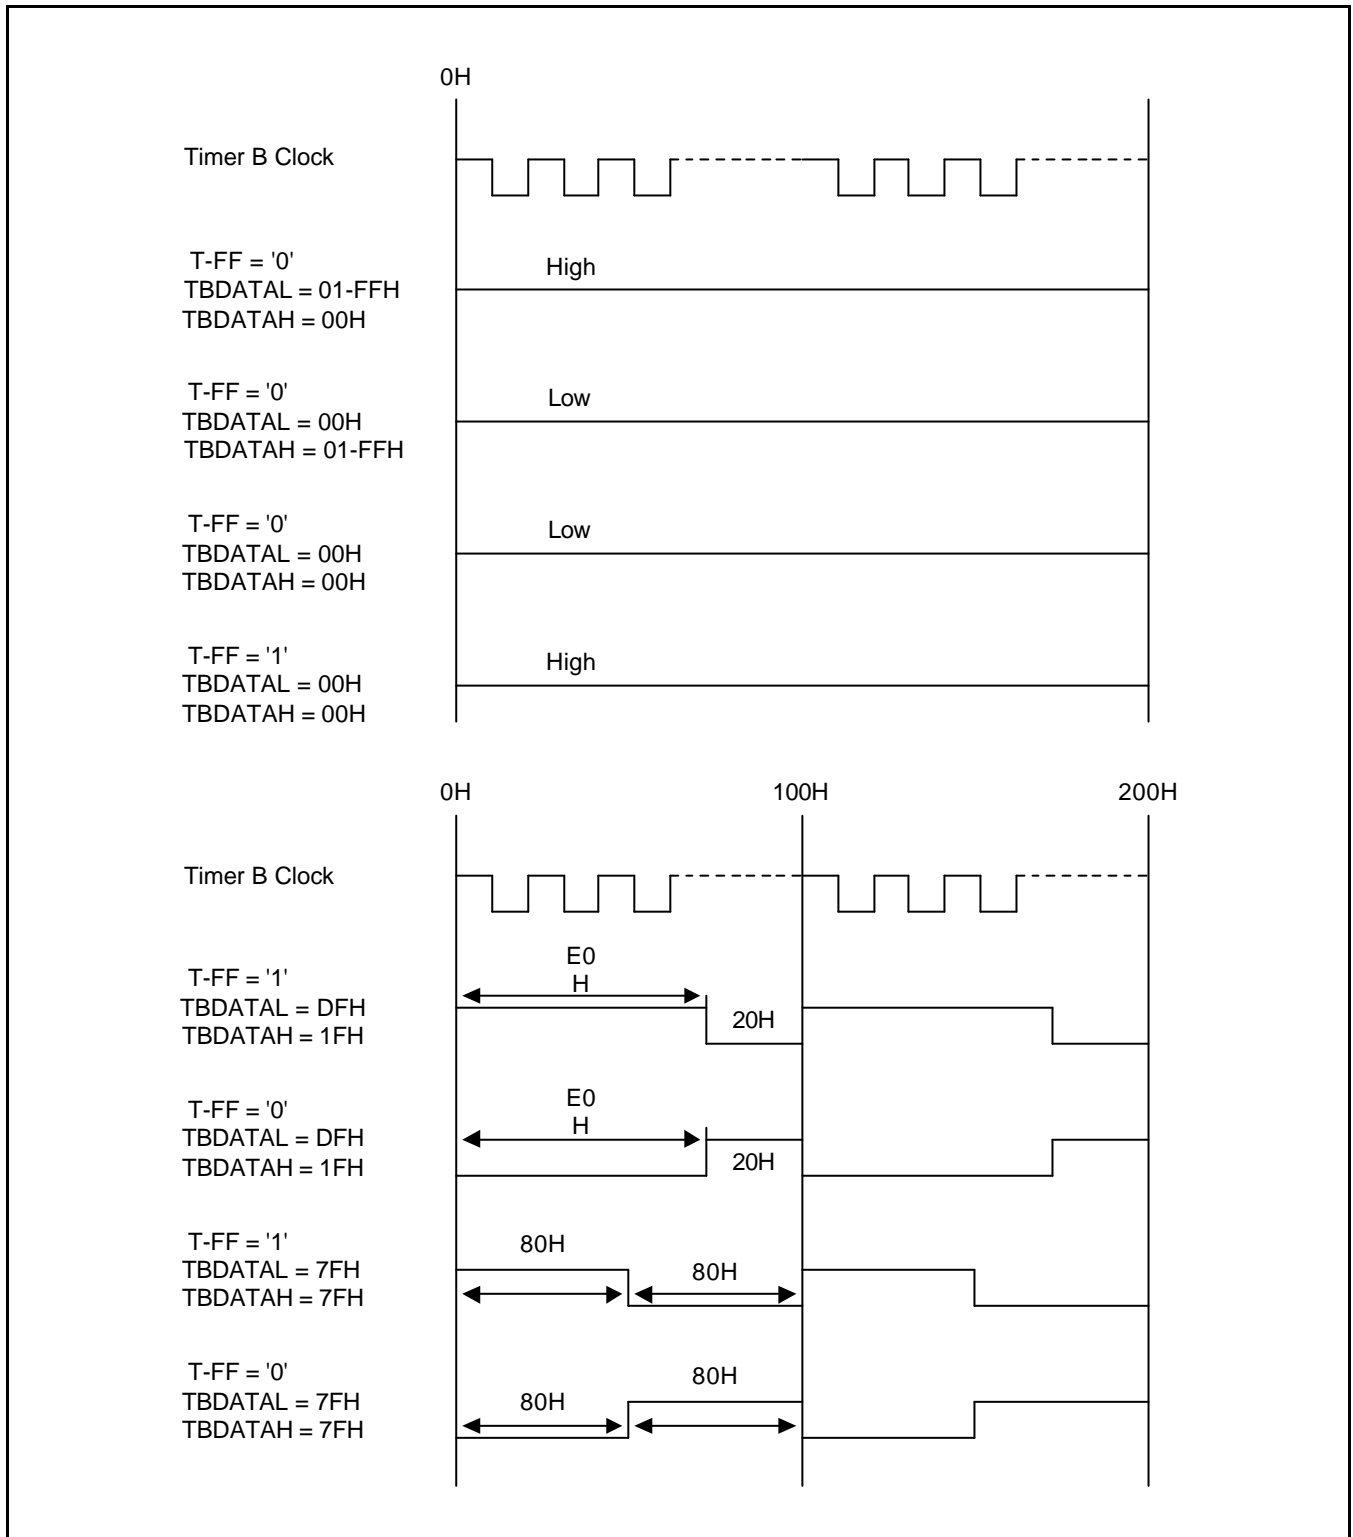 0H
Timer B Clock
T-FF = '0'
TBDATAL = 01-FFH
TBDATAH = 00H
High
T-FF = '0'
TBDATAL = 00H
TBDATAH = 01-FFH
Low
T-FF = '0'
TBDATAL = 00H
TBDATAH = 00H
Low
T-FF = '1'
TBDATAL = 00H
TBDATAH = 00H
High
0H
100H
200H
Timer B Clock
T-FF = '1'
TBDATAL = DFH
TBDATAH = 1FH
E0
H
20H
T-FF = '0'
TBDATAL = DFH
TBDATAH = 1FH
E0
H
20H
T-FF = '1'
TBDATAL = 7FH
TBDATAH = 7FH
80H
80H
T-FF = '0'
TBDATAL = 7FH
TBDATAH = 7FH
80H
80H